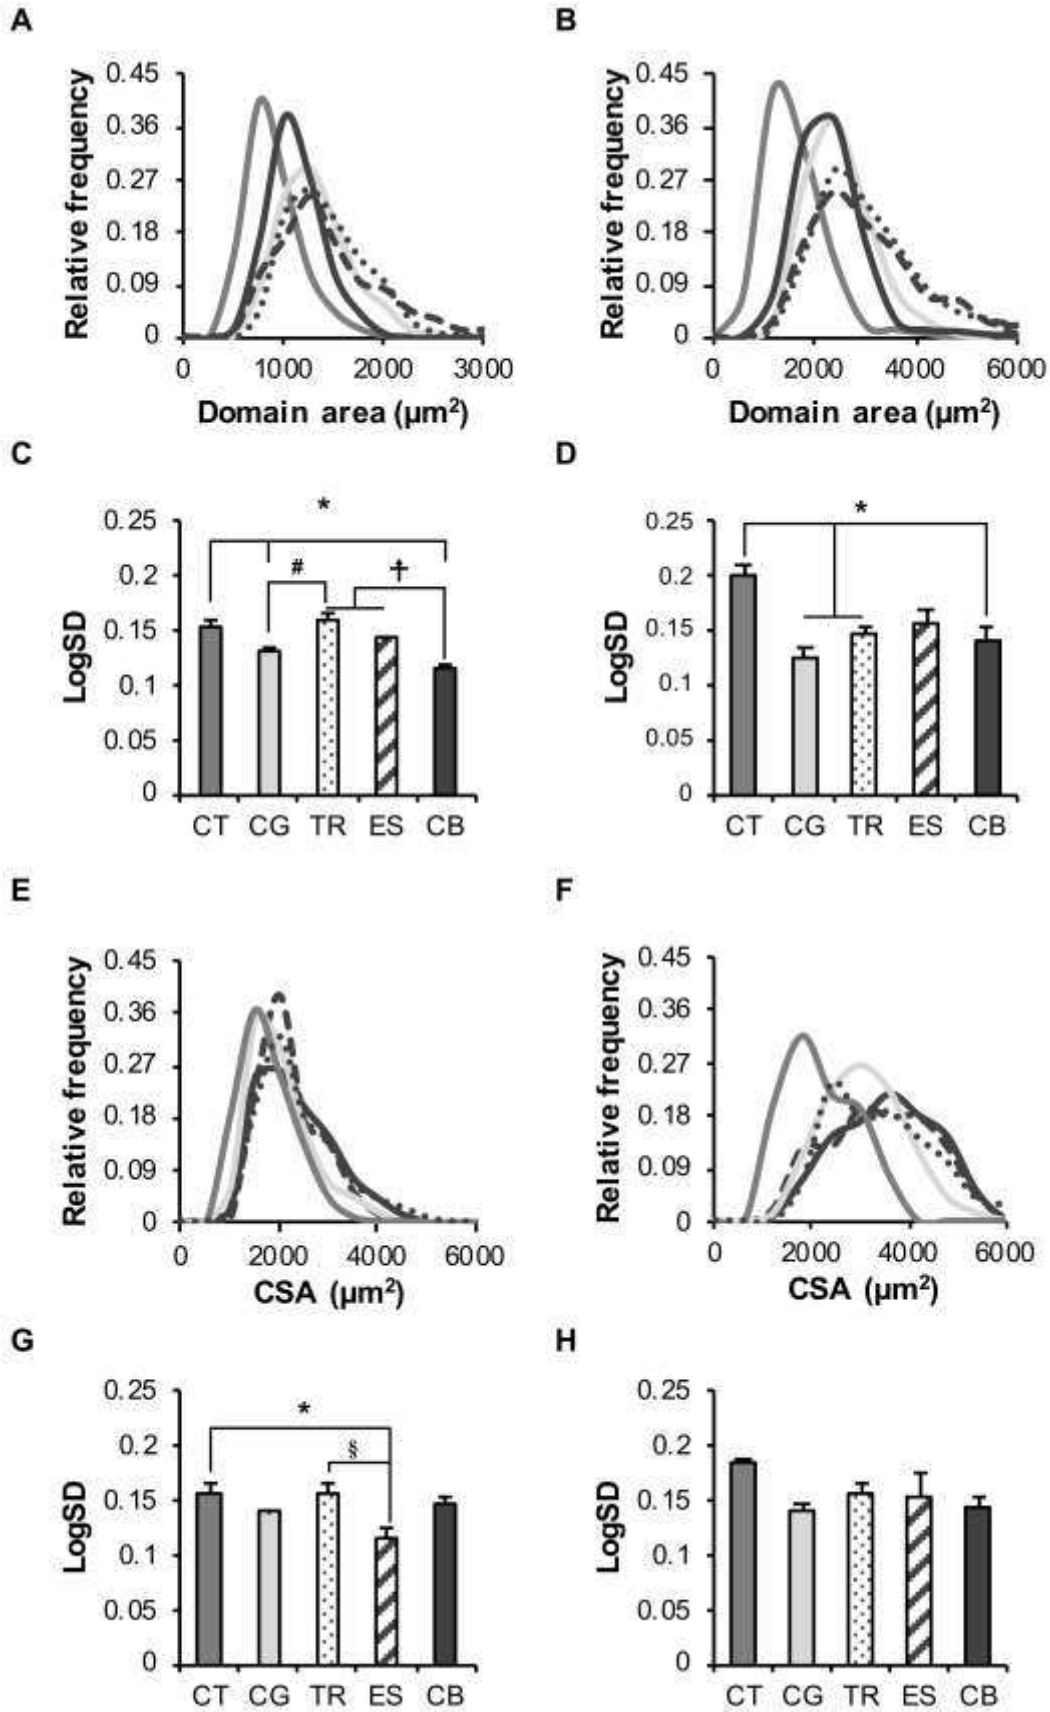 A
B
Relative frequency
0.45
0.36
0.27
0.18
0.09
0
0 1000 2000 3000
Domain area (µm²)
Relative frequency
0.45
0.36
0.27
0.18
0.09
0
0 2000 4000 6000
Domain area (µm²)
C
D
LogSD
0.25
0.2
0.15
0.1
0.05
0
*
#
†
CT CG TR ES CB
LogSD
0.25
0.2
0.15
0.1
0.05
0
*
CT CG TR ES CB
E
F
Relative frequency
0.45
0.36
0.27
0.18
0.09
0
0 2000 4000 6000
CSA (µm²)
Relative frequency
0.45
0.36
0.27
0.18
0.09
0
0 2000 4000 6000
CSA (µm²)
G
H
LogSD
0.25
0.2
0.15
0.1
0.05
0
*
§
CT CG TR ES CB
LogSD
0.25
0.2
0.15
0.1
0.05
0
CT CG TR ES CB